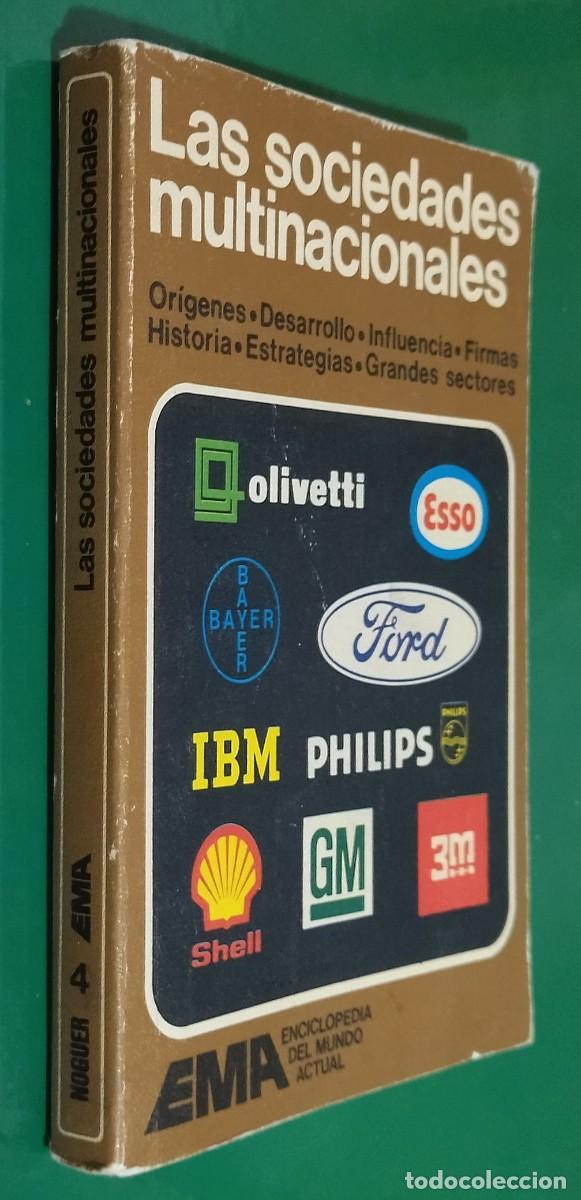 Las sociedades
multinacionales
Orígenes • Desarrollo • Influencia • Firmas
Historia • Estrategias • Grandes sectores
olivetti
Esso
BAYER
BAYER
Ford
IBM
PHILIPS
PHILIPS
Shell
GM
3m
EMA
ENCICLOPEDIA
DEL MUNDO
ACTUAL
NOGUER 4 EMA Las sociedades multinacionales
todocoleccion